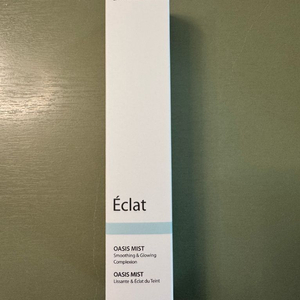 Éclat
OASIS MIST
Smoothing & Glowing
Complexion
OASIS MIST
Lissante & Éclat du Teint